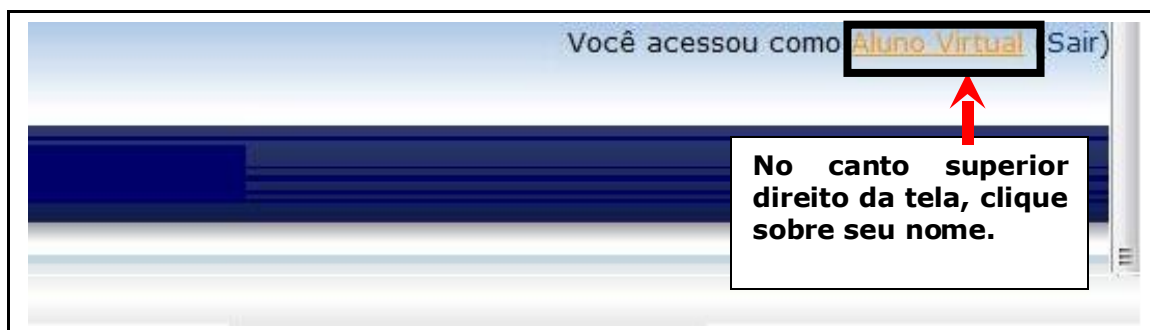 Você acessou como Aluno Virtual (Sair)
No canto superior
direito da tela, clique
sobre seu nome.